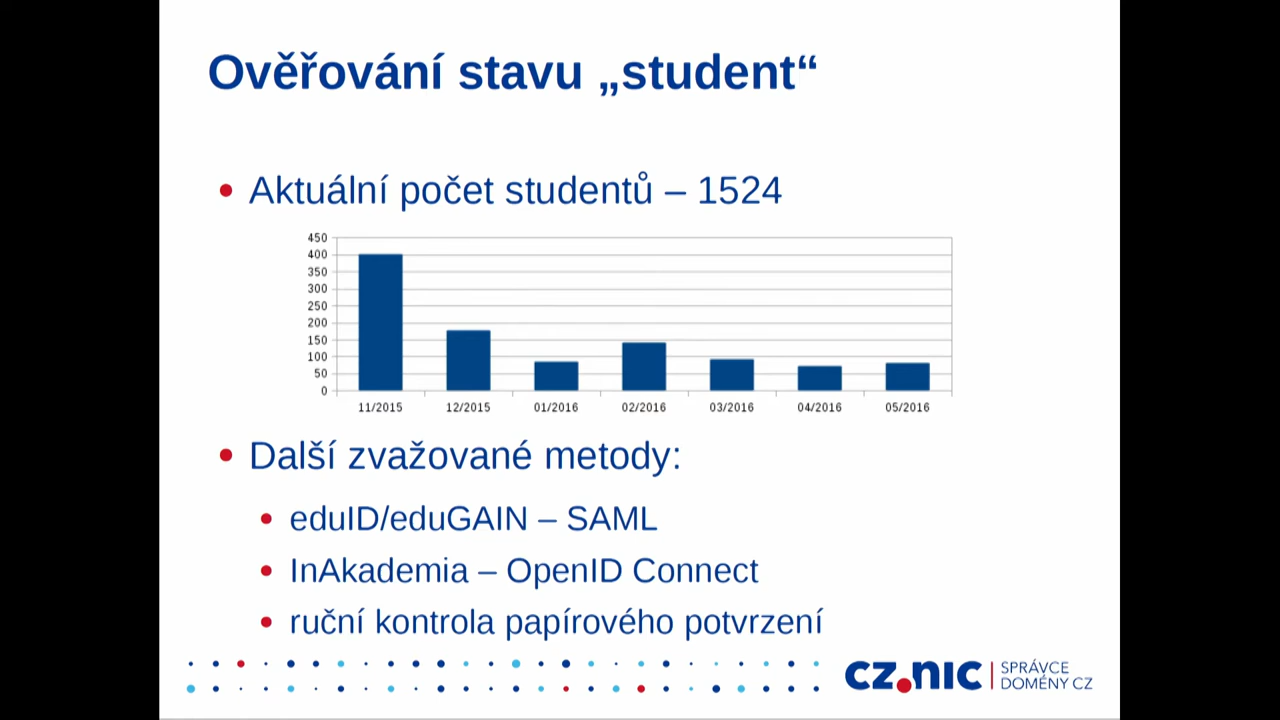 Ověřování stavu „student“
Aktuální počet studentů – 1524
450
400
350
300
250
200
150
100
50
0
11/2015 12/2015 01/2016 02/2016 03/2016 04/2016 05/2016
Další zvažované metody:
eduID/eduGAIN – SAML
InAkademia – OpenID Connect
ruční kontrola papírového potvrzení
cz.nic
SPRÁVCE
DOMÉNY CZ